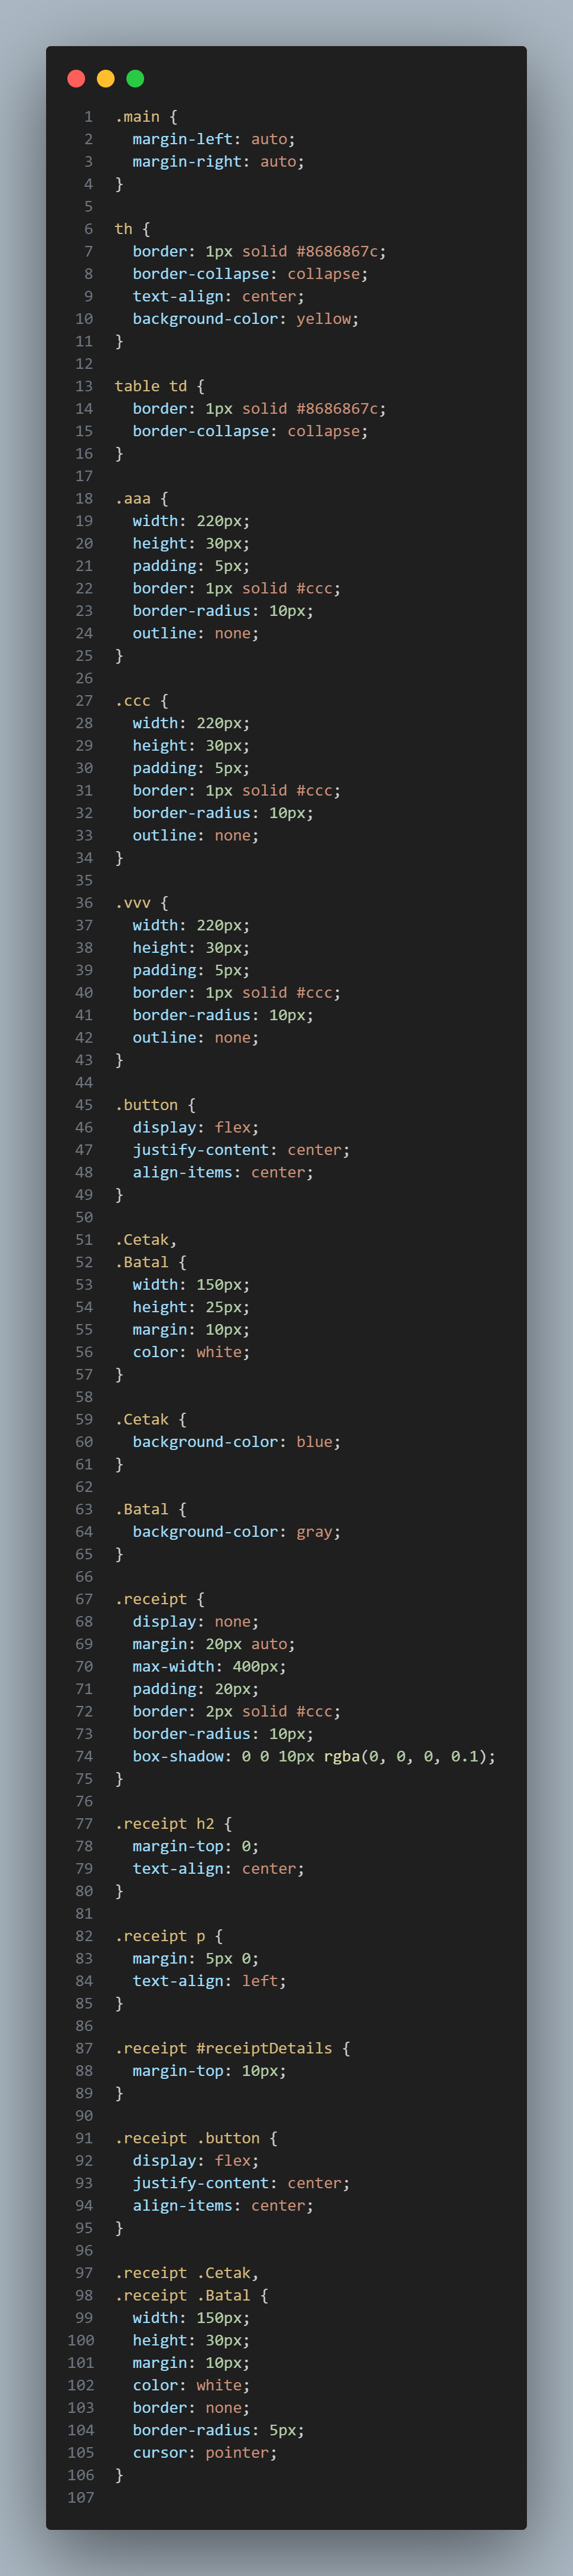 1 .main {
2   margin-left: auto;
3   margin-right: auto;
4 }
5
6 th {
7   border: 1px solid #8686867c;
8   border-collapse: collapse;
9   text-align: center;
10   background-color: yellow;
11 }
12
13 table td {
14   border: 1px solid #8686867c;
15   border-collapse: collapse;
16 }
17
18 .aaa {
19   width: 220px;
20   height: 30px;
21   padding: 5px;
22   border: 1px solid #ccc;
23   border-radius: 10px;
24   outline: none;
25 }
26
27 .ccc {
28   width: 220px;
29   height: 30px;
30   padding: 5px;
31   border: 1px solid #ccc;
32   border-radius: 10px;
33   outline: none;
34 }
35
36 .vvv {
37   width: 220px;
38   height: 30px;
39   padding: 5px;
40   border: 1px solid #ccc;
41   border-radius: 10px;
42   outline: none;
43 }
44
45 .button {
46   display: flex;
47   justify-content: center;
48   align-items: center;
49 }
50
51 .Cetak,
52 .Batal {
53   width: 150px;
54   height: 25px;
55   margin: 10px;
56   color: white;
57 }
58
59 .Cetak {
60   background-color: blue;
61 }
62
63 .Batal {
64   background-color: gray;
65 }
66
67 .receipt {
68   display: none;
69   margin: 20px auto;
70   max-width: 400px;
71   padding: 20px;
72   border: 2px solid #ccc;
73   border-radius: 10px;
74   box-shadow: 0 0 10px rgba(0, 0, 0, 0.1);
75 }
76
77 .receipt h2 {
78   margin-top: 0;
79   text-align: center;
80 }
81
82 .receipt p {
83   margin: 5px 0;
84   text-align: left;
85 }
86
87 .receipt #receiptDetails {
88   margin-top: 10px;
89 }
90
91 .receipt .button {
92   display: flex;
93   justify-content: center;
94   align-items: center;
95 }
96
97 .receipt .Cetak,
98 .receipt .Batal {
99   width: 150px;
100   height: 30px;
101   margin: 10px;
102   color: white;
103   border: none;
104   border-radius: 5px;
105   cursor: pointer;
106 }
107